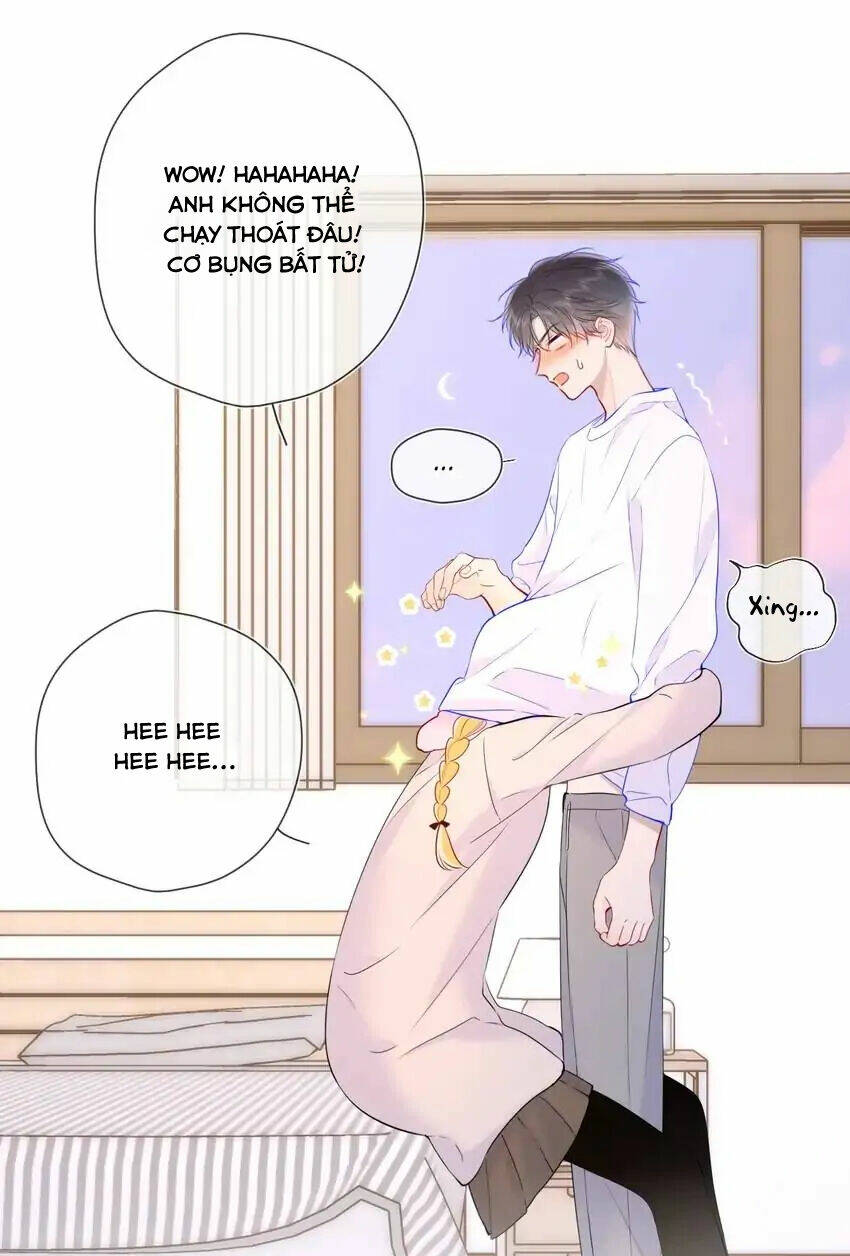 WOW! HAHAHAHA!
ANH KHÔNG THỂ
CHẠY THOÁT ĐÂU!
CƠ BỤNG BẤT TỬ!
...
Xing...
HEE HEE
HEE HEE...